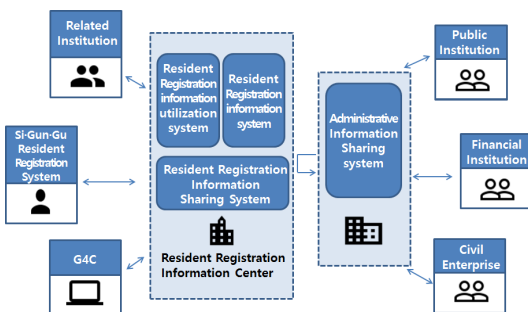 Related
Institution
Si·Gun·Gu
Resident
Registration
System
G4C
Resident
Registration
information
utilization
system
Resident
Registration
information
system
Resident Registration
Information
Sharing System
Resident Registration
Information Center
Administrative
Information
Sharing
system
Public
Institution
Financial
Institution
Civil
Enterprise